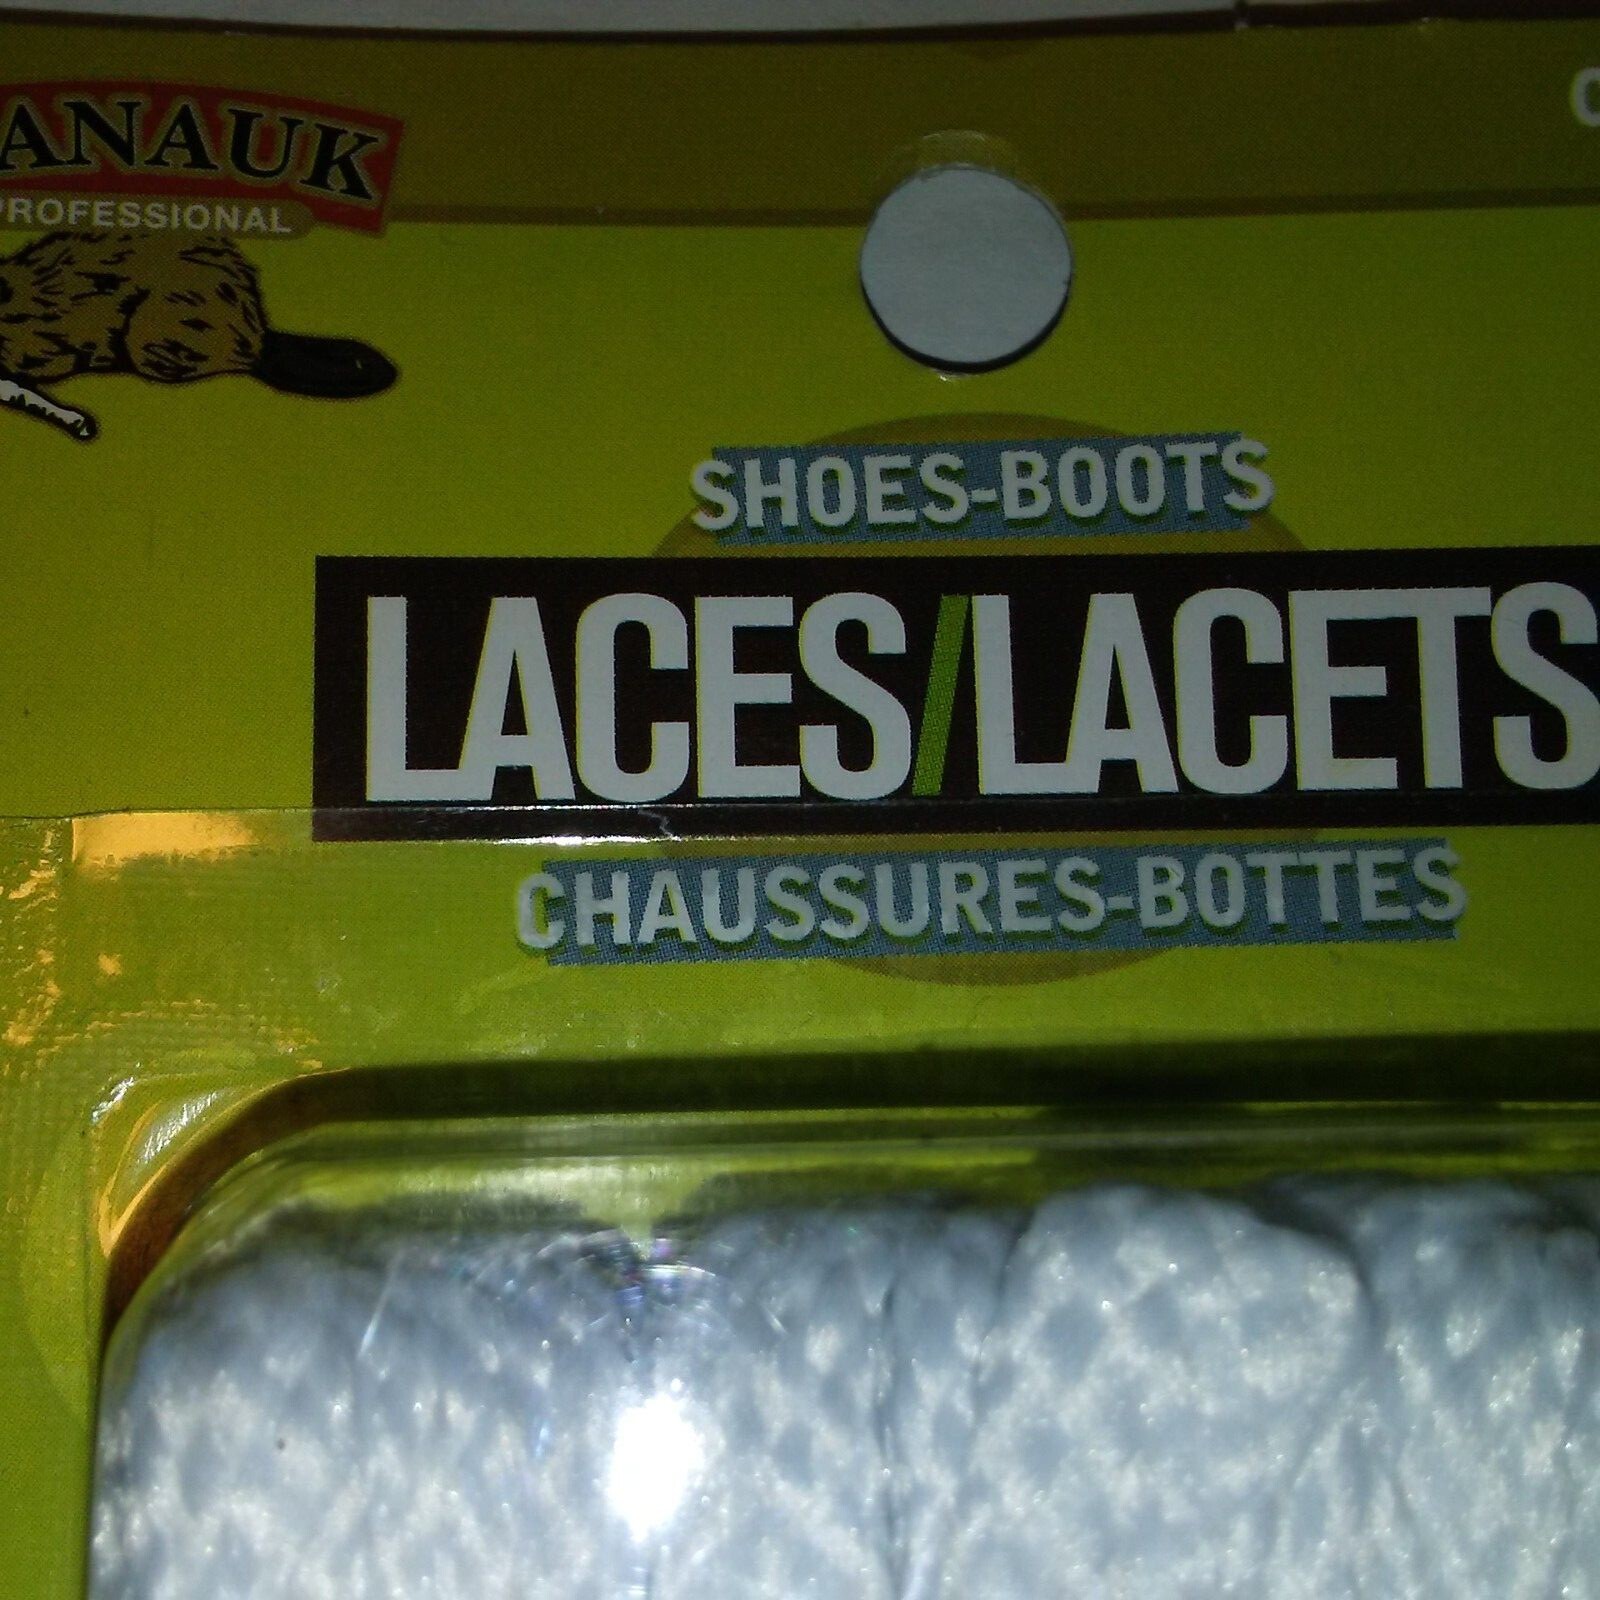 ANAUK
PROFESSIONAL
SHOES-BOOTS
LACES/LACETS
CHAUSSURES-BOTTES